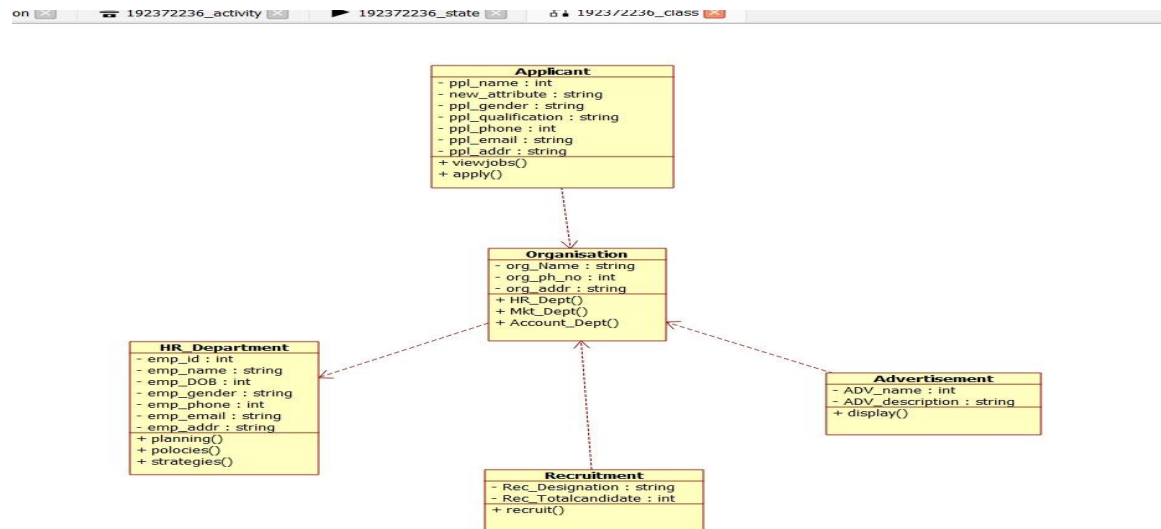 on
192372236_activity
192372236_state
192372236_class
Applicant
- ppl_name : int
- new_attribute : string
- ppl_gender : string
- ppl_qualification : string
- ppl_phone : int
- ppl_email : string
- ppl_addr : string
+ viewjobs()
+ apply()
Organisation
- org_Name : string
- org_ph_no : int
- org_addr : string
+ HR_Dept()
+ Mkt_Dept()
+ Account_Dept()
HR_Department
- emp_id : int
- emp_name : string
- emp_DOB : int
- emp_gender : string
- emp_phone : int
- emp_email : string
- emp_addr : string
+ planning()
+ polocies()
+ strategies()
Advertisement
- ADV_name : int
- ADV_description : string
+ display()
Recruitment
- Rec_Designation : string
- Rec_Totalcandidate : int
+ recruit()